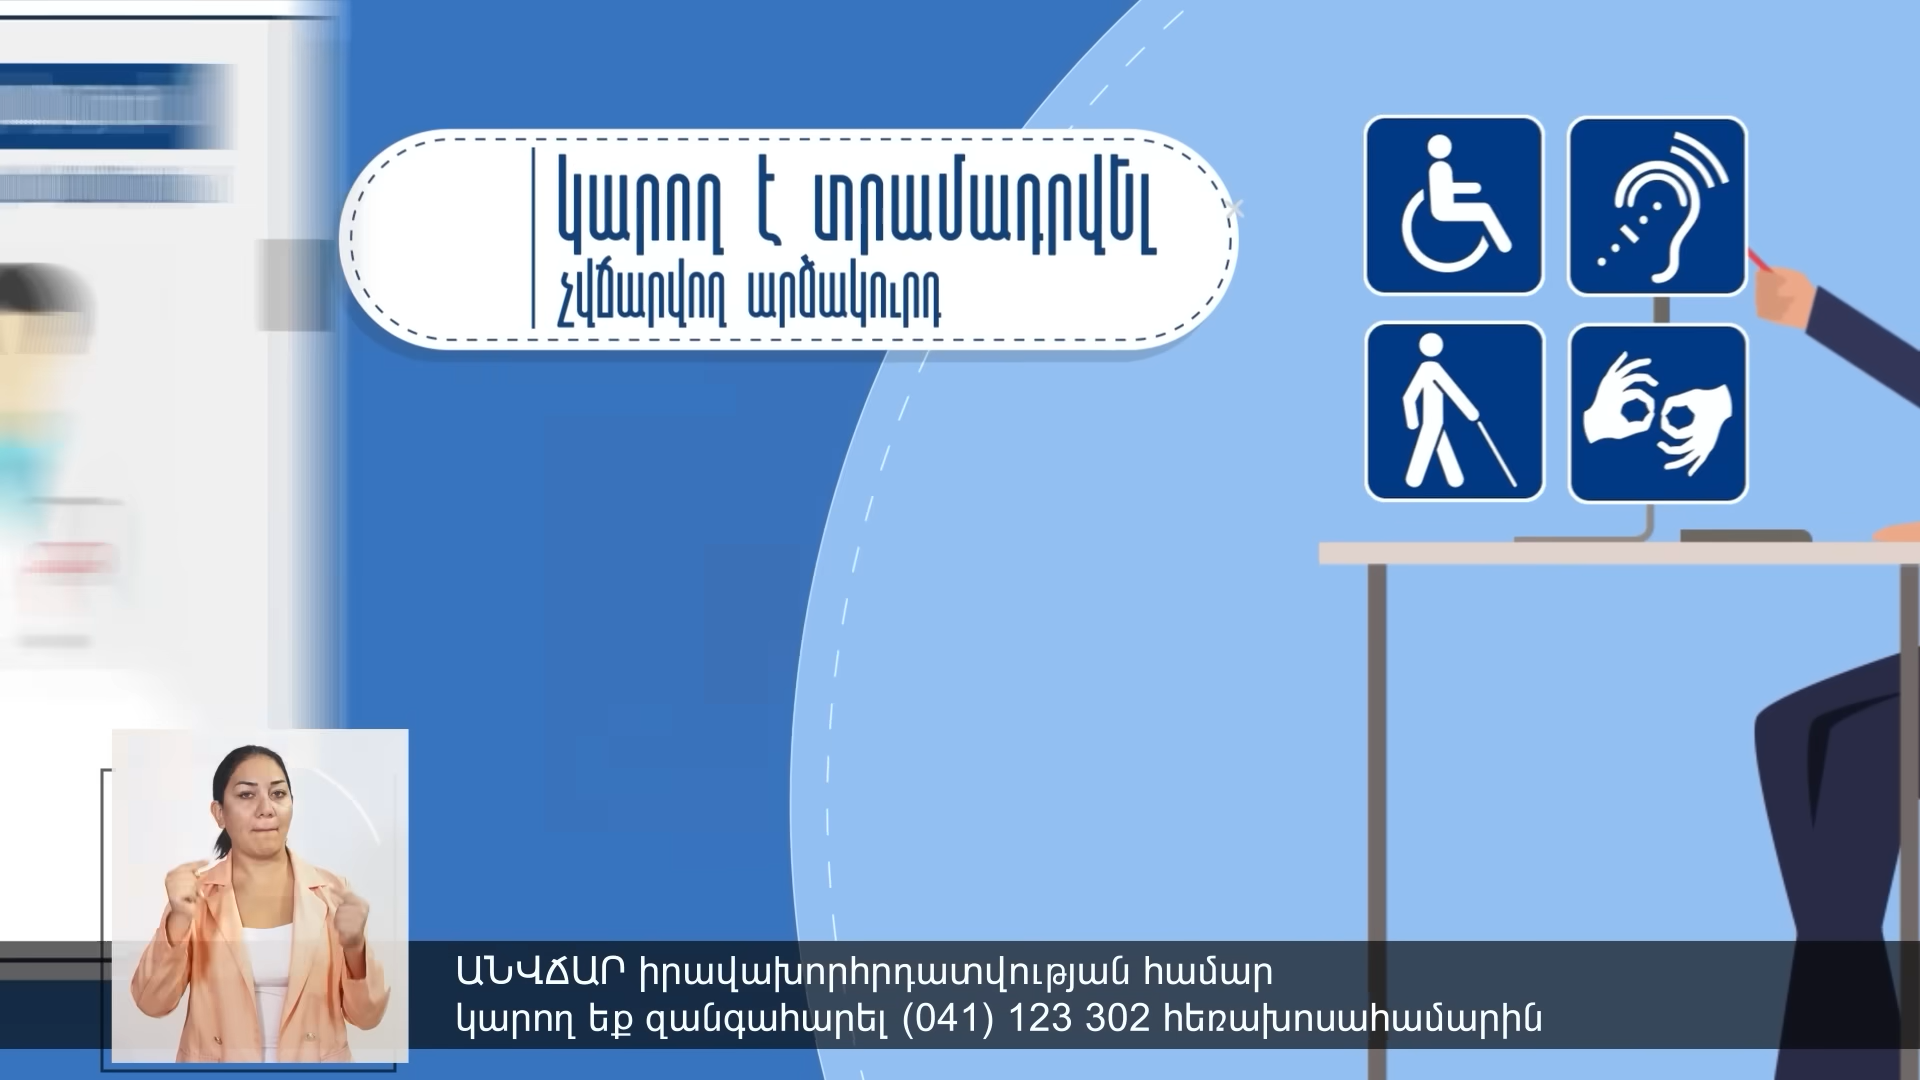 կարող է տրամադրվել
չվճարվող արձակուրդ
ԱՆՎՃԱՐ իրավախորհրդատվության համար
կարող եք զանգահարել (041) 123 302 հեռախոսահամարին